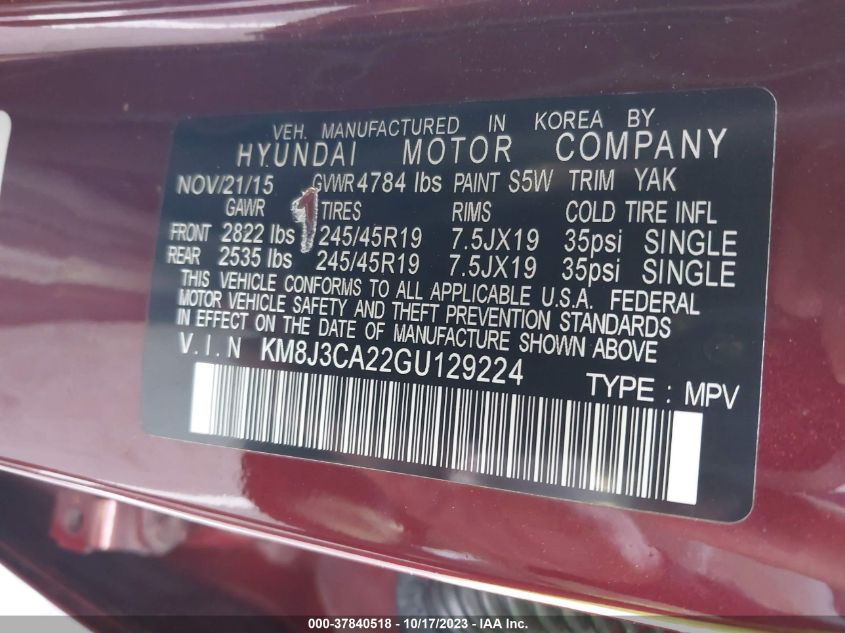 VEH. MANUFACTURED IN KOREA BY
HYUNDAI MOTOR COMPANY
NOV/21/15 GVWR 4784 lbs PAINT S5W TRIM YAK
GAWR TIRES RIMS COLD TIRE INFL
FRONT 2822 lbs 245/45R19 7.5JX19 35psi SINGLE
REAR 2535 lbs 245/45R19 7.5JX19 35psi SINGLE
THIS VEHICLE CONFORMS TO ALL APPLICABLE U.S.A. FEDERAL
MOTOR VEHICLE SAFETY AND THEFT PREVENTION STANDARDS
IN EFFECT ON THE DATE OF MANUFACTURE SHOWN ABOVE
V.I.N KM8J3CA22GU129224
TYPE : MPV
000-37840518 - 10/17/2023 - IAA Inc.